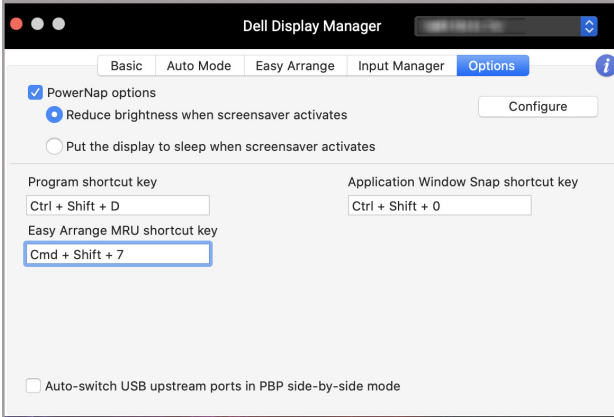 Dell Display Manager
Basic Auto Mode Easy Arrange Input Manager Options i
PowerNap options
Configure
Reduce brightness when screensaver activates
Put the display to sleep when screensaver activates
Program shortcut key
Application Window Snap shortcut key
Ctrl + Shift + D
Ctrl + Shift + 0
Easy Arrange MRU shortcut key
Cmd + Shift + 7
Auto-switch USB upstream ports in PBP side-by-side mode